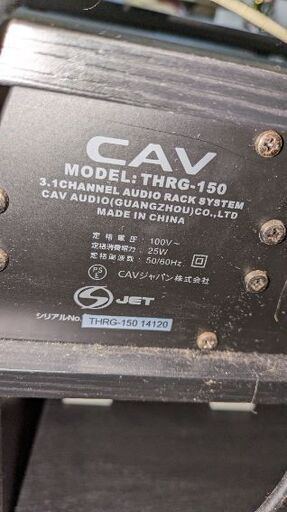 CAV
MODEL: THRG-150
3.1CHANNEL AUDIO RACK SYSTEM
CAV AUDIO(GUANGZHOU)CO.,LTD
MADE IN CHINA
定格電圧: 100V~
定格消費電力: 25W
定格周波数: 50/60Hz
PS E CAVジャパン株式会社
JET
シリアルNo. THRG-150 14120